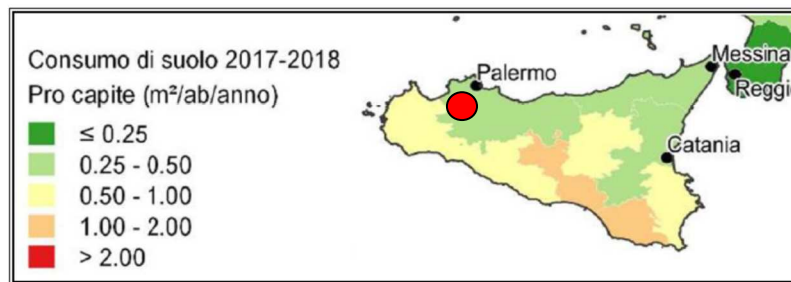 Consumo di suolo 2017-2018
Pro capite (m²/ab/anno)
≤ 0.25
0.25 - 0.50
0.50 - 1.00
1.00 - 2.00
> 2.00
Messina
Palermo
Reggi
Catania